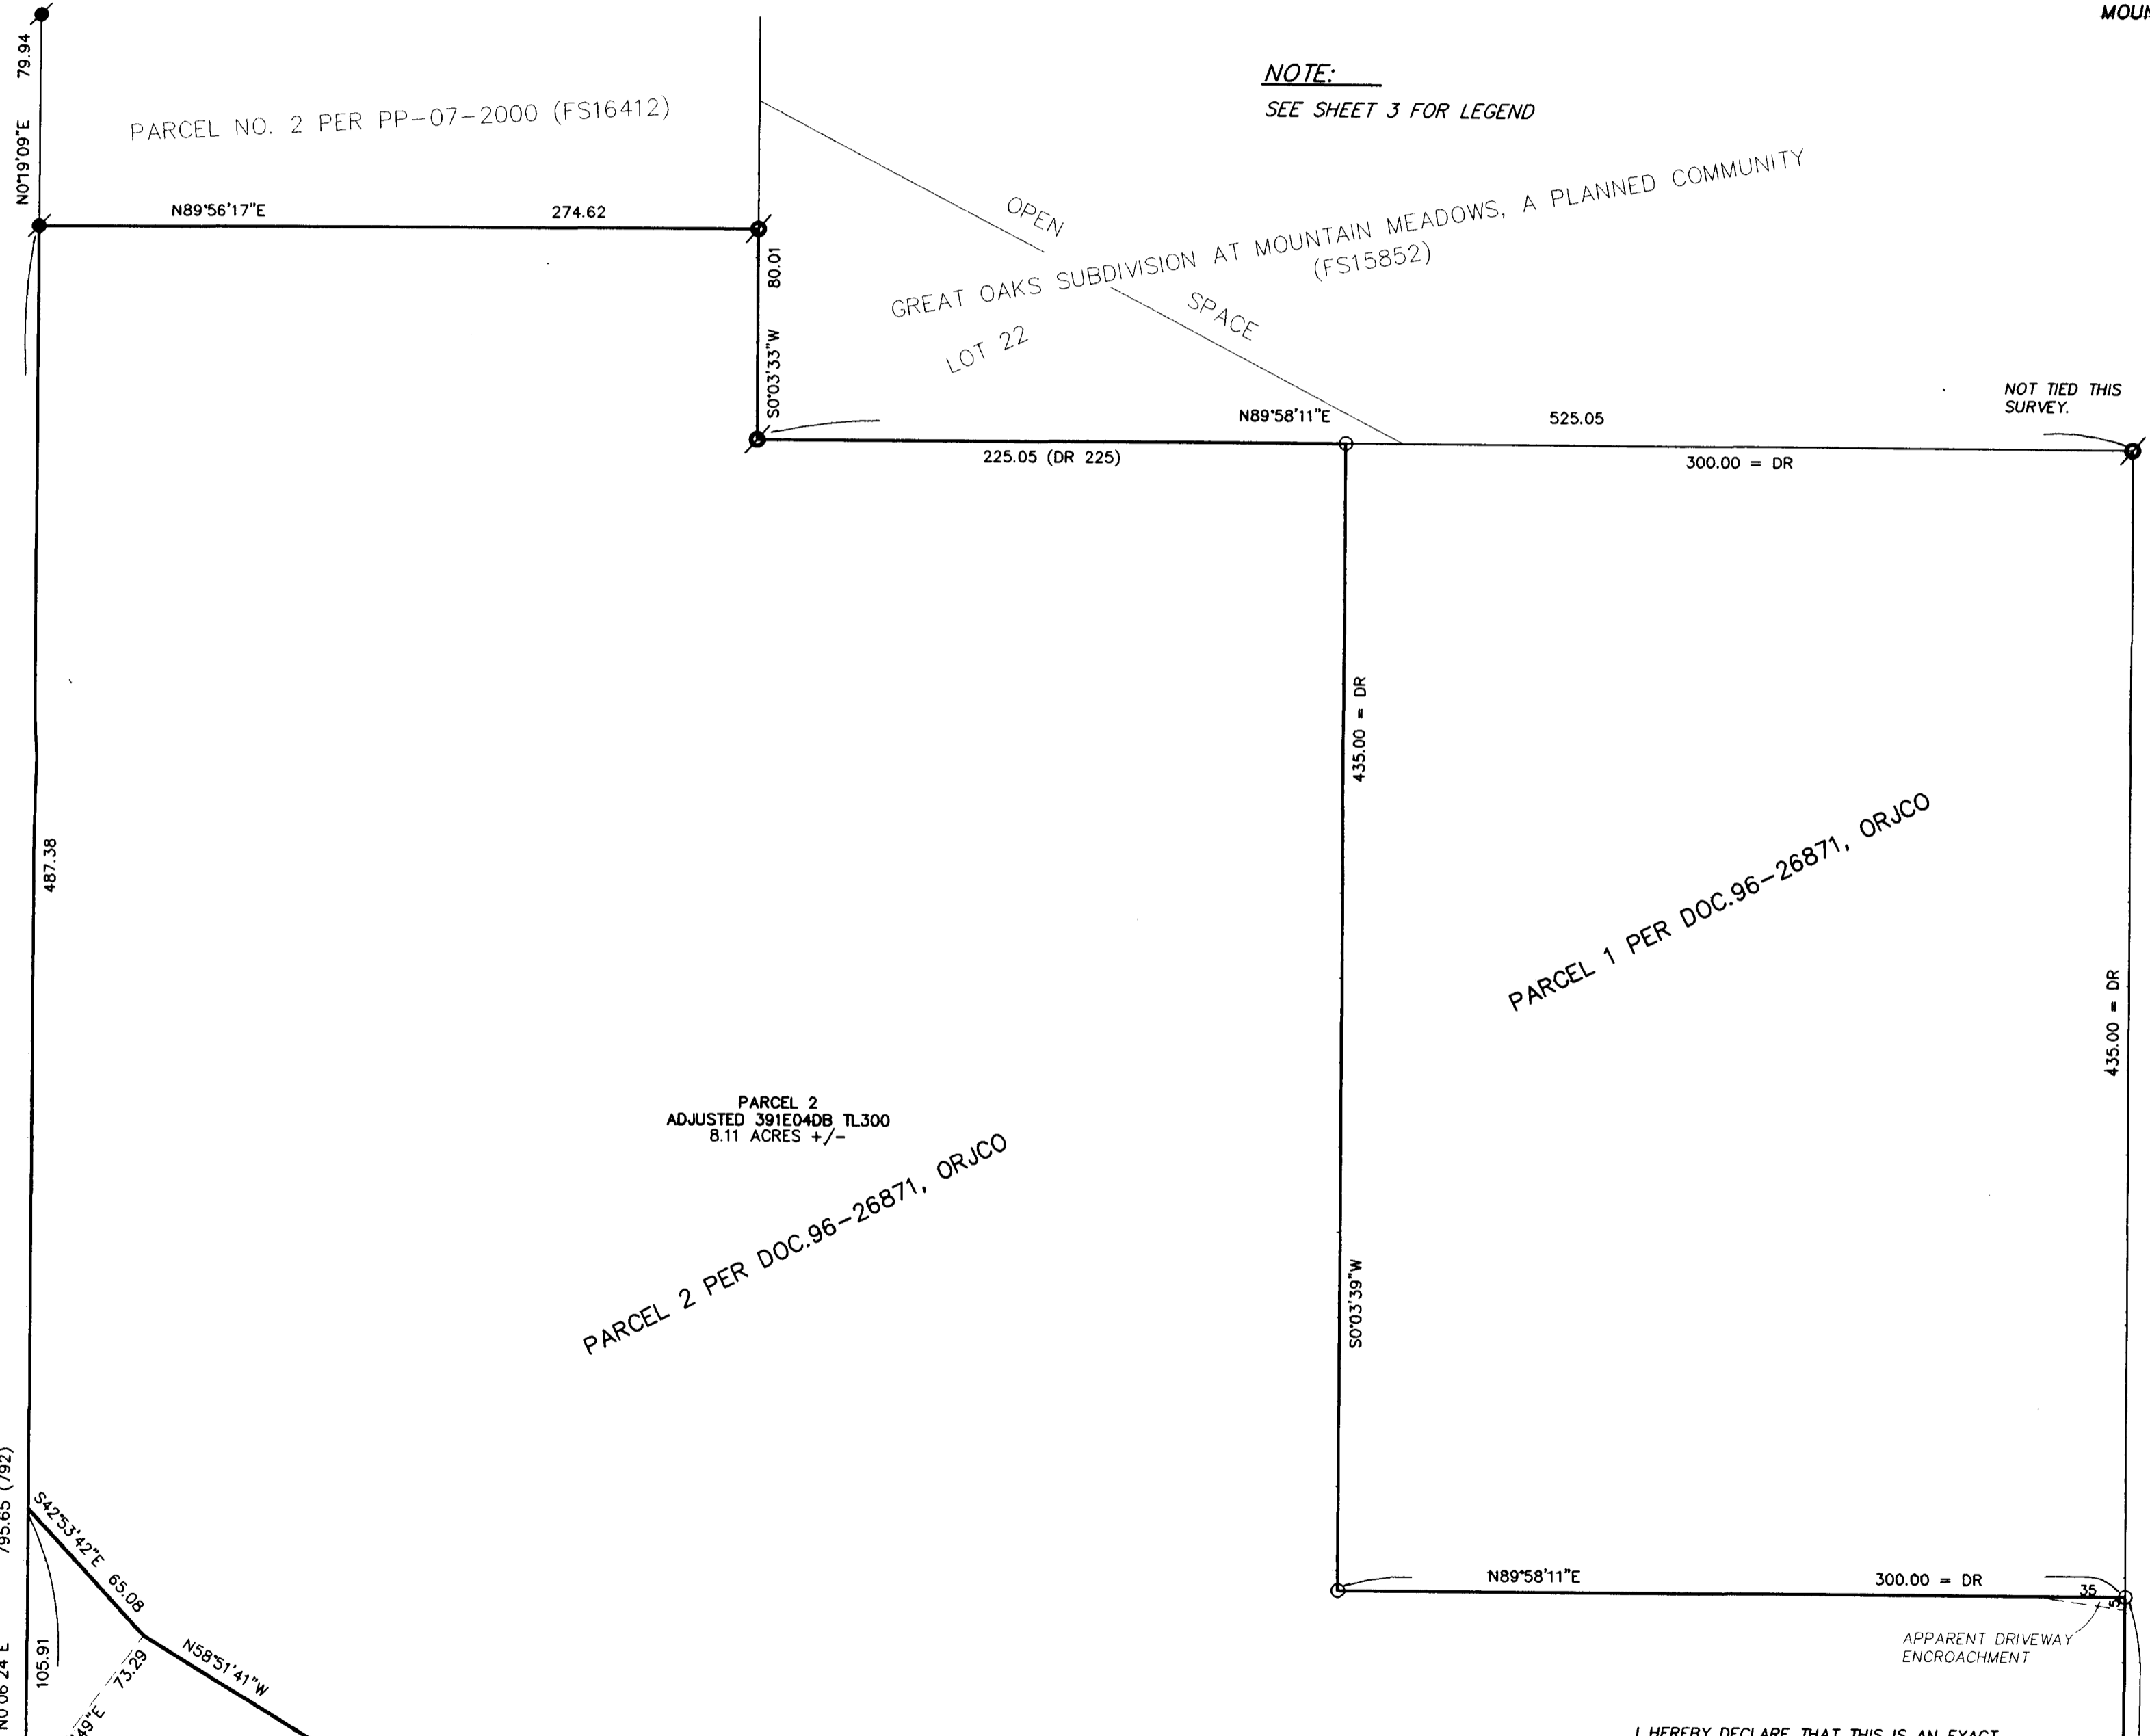 MOUN
79.94
N0°19'09"E
PARCEL NO. 2 PER PP-07-2000 (FS16412)
NOTE:
SEE SHEET 3 FOR LEGEND
N89°56'17"E
274.62
80.01
S0°03'33"W
OPEN
SPACE
GREAT OAKS SUBDIVISION AT MOUNTAIN MEADOWS, A PLANNED COMMUNITY
(FS15852)
LOT 22
NOT TIED THIS
SURVEY.
N89°58'11"E
525.05
225.05 (DR 225)
300.00 = DR
435.00 = DR
487.38
PARCEL 1 PER DOC.96-26871, ORJCO
435.00 = DR
PARCEL 2
ADJUSTED 391E04DB TL300
8.11 ACRES +/-
PARCEL 2 PER DOC.96-26871, ORJCO
S0°03'39"W
795.65 (792)
S42°53'42"E
65.08
N89°58'11"E
300.00 = DR
35
APPARENT DRIVEWAY
ENCROACHMENT
N0°06'24"E
105.91
73.29
49"E
N58°51'41"W
I HEREBY DECLARE THAT THIS IS AN EXACT